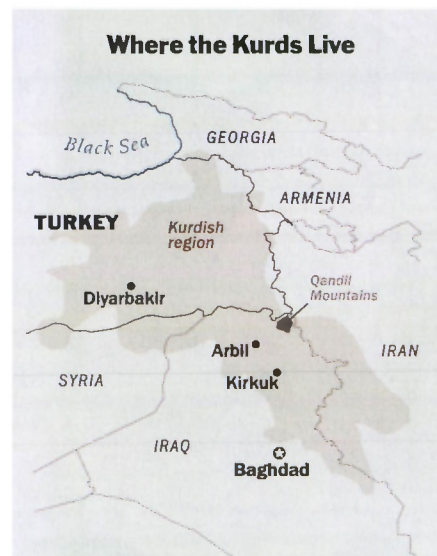 Where the Kurds Live
Black Sea
GEORGIA
ARMENIA
TURKEY
Kurdish
region
Qandil
Mountains
Diyarbakir
Arbil
IRAN
Kirkuk
SYRIA
IRAQ
Baghdad